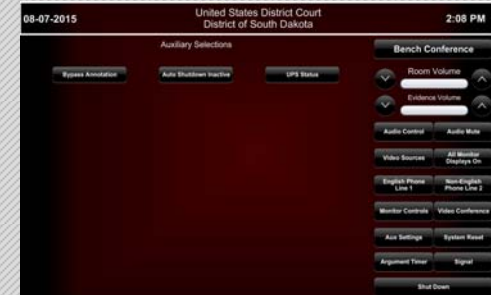 08-07-2015
United States District Court
District of South Dakota
2:08 PM
Auxiliary Selections
Bypass Annotation
Auto Shutdown Inactive
UPS Status
Bench Conference
Room
Volume
Evidence Volume
Audio Control
Audio Mute
Video Sources
All Monitor
Displays On
English Phone
Line 1
Non-English
Phone Line 2
Monitor Controls
Video Conference
Aux Settings
System Reset
Argument Timer
Signal
Shut Down